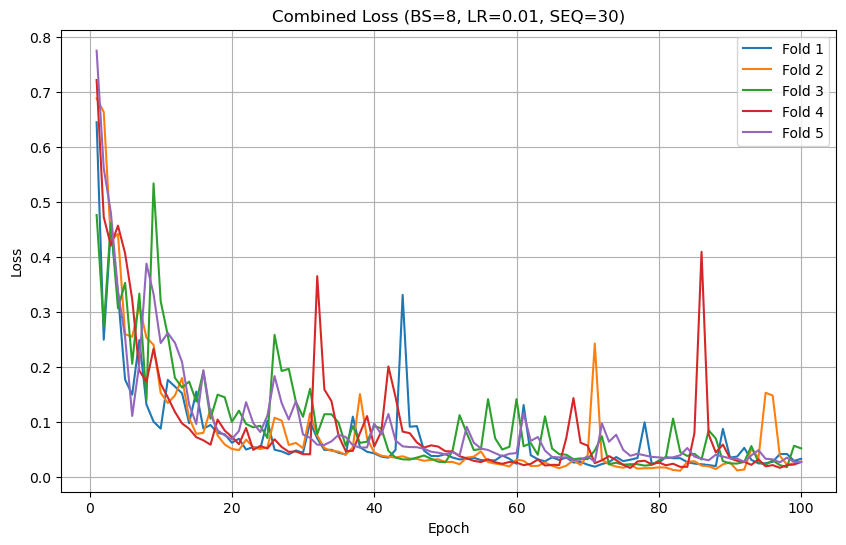 Combined Loss (BS=8, LR=0.01, SEQ=30)
Loss
0.8
0.7
0.6
0.5
0.4
0.3
0.2
0.1
0.0
Fold 1
Fold 2
Fold 3
Fold 4
Fold 5
0 20 40 60 80 100
Epoch